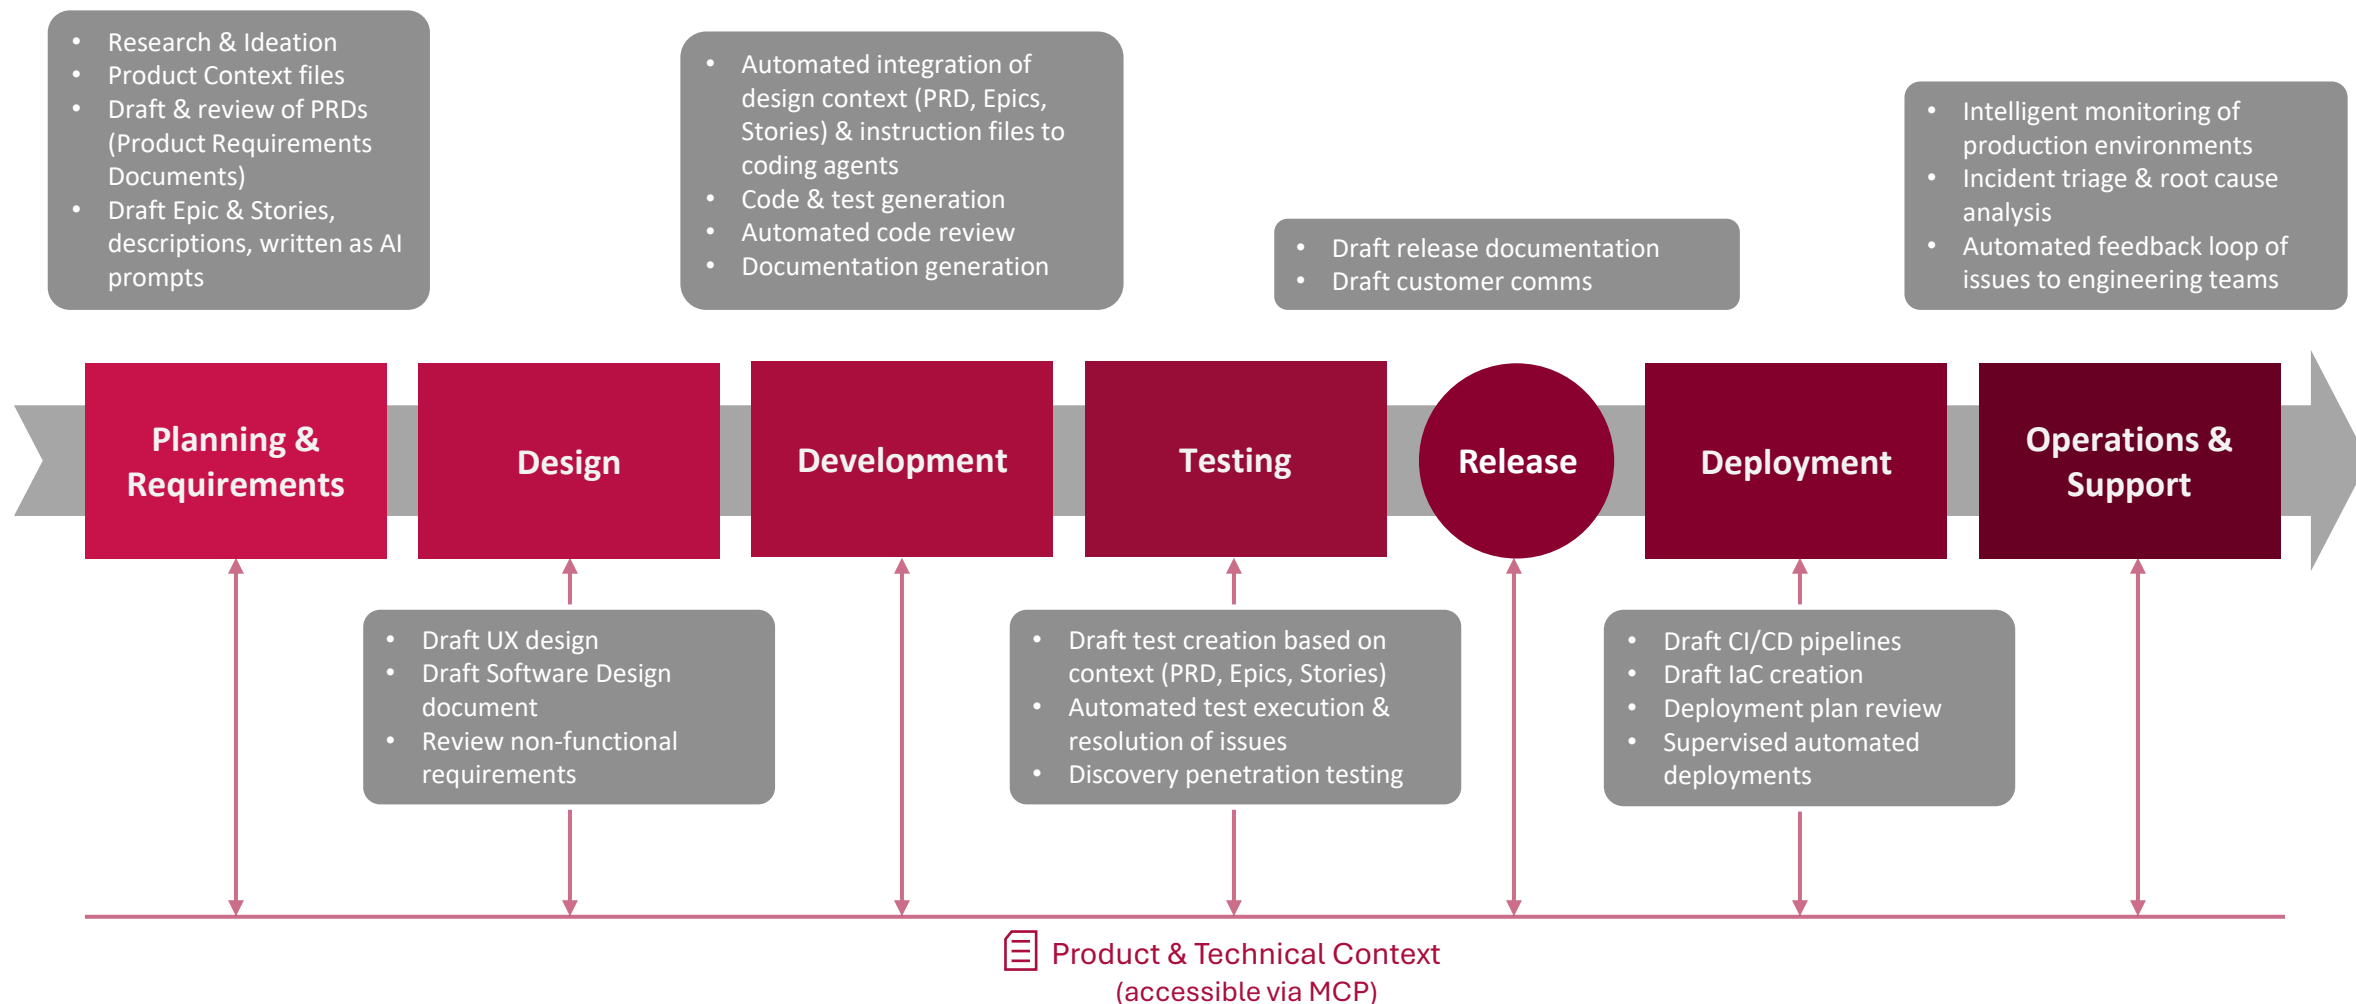 • Research & Ideation
• Product Context files
• Draft & review of PRDs
(Product Requirements
Documents)
• Draft Epic & Stories,
descriptions, written as AI
prompts
• Automated integration of
design context (PRD, Epics,
Stories) & instruction files to
coding agents
• Code & test generation
• Automated code review
• Documentation generation
• Draft release documentation
• Draft customer comms
• Intelligent monitoring of
production environments
• Incident triage & root cause
analysis
• Automated feedback loop of
issues to engineering teams
Planning &
Requirements
Design
Development
Testing
Release
Deployment
Operations &
Support
• Draft UX design
• Draft Software Design
document
• Review non-functional
requirements
• Draft test creation based on
context (PRD, Epics, Stories)
• Automated test execution &
resolution of issues
• Discovery penetration testing
• Draft CI/CD pipelines
• Draft IaC creation
• Deployment plan review
• Supervised automated
deployments
Product & Technical Context
(accessible via MCP)